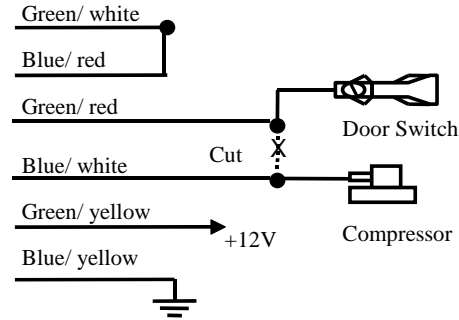 Green/ white
Blue/ red
Green/ red
Door Switch
Cut
X
Blue/ white
Green/ yellow
+12V
Compressor
Blue/ yellow